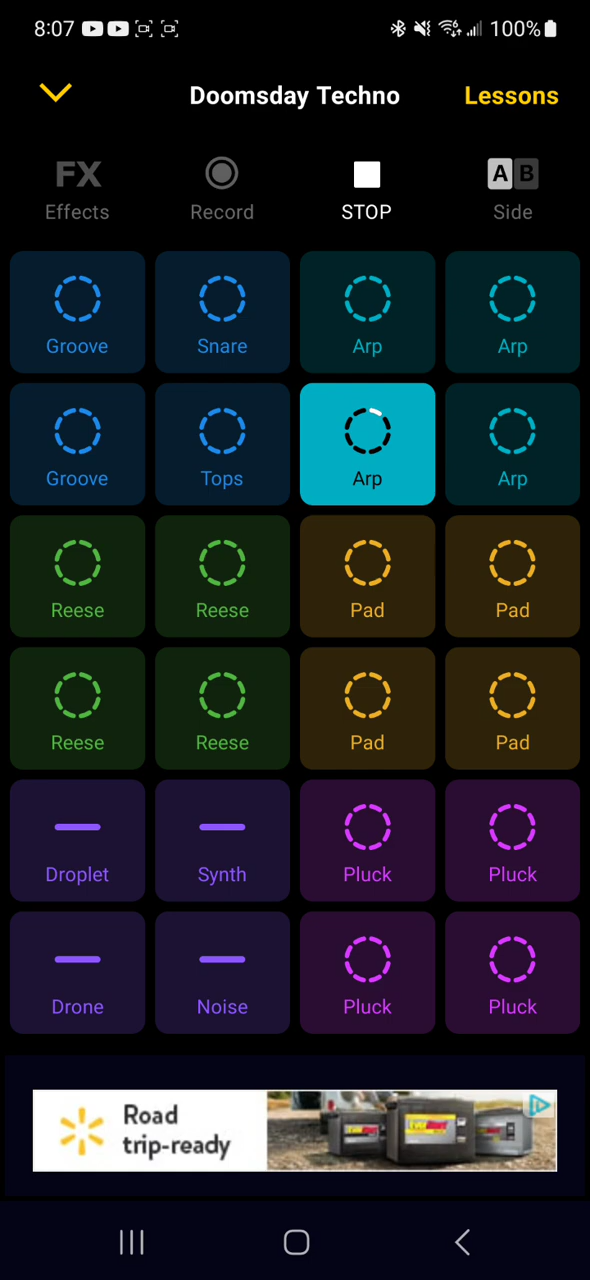 8:07 100%
Doomsday Techno Lessons
FX A B
Effects Record STOP Side
Groove Snare Arp Arp
Groove Tops Arp Arp
Reese Reese Pad Pad
Reese Reese Pad Pad
Droplet Synth Pluck Pluck
Drone Noise Pluck Pluck
Road
trip-ready